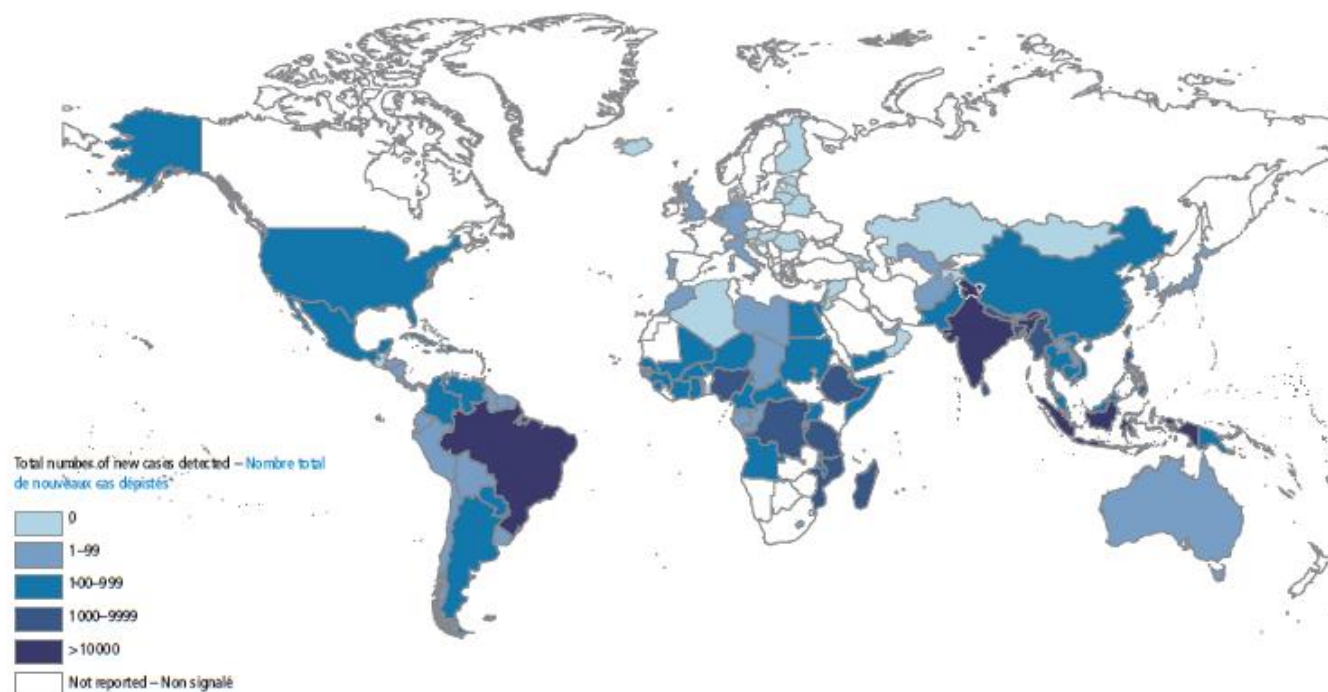 Total number of new cases detected – Nombre total
de nouveaux cas dépistés*
0
1–99
100–999
1000–9999
>10000
Not reported – Non signalé